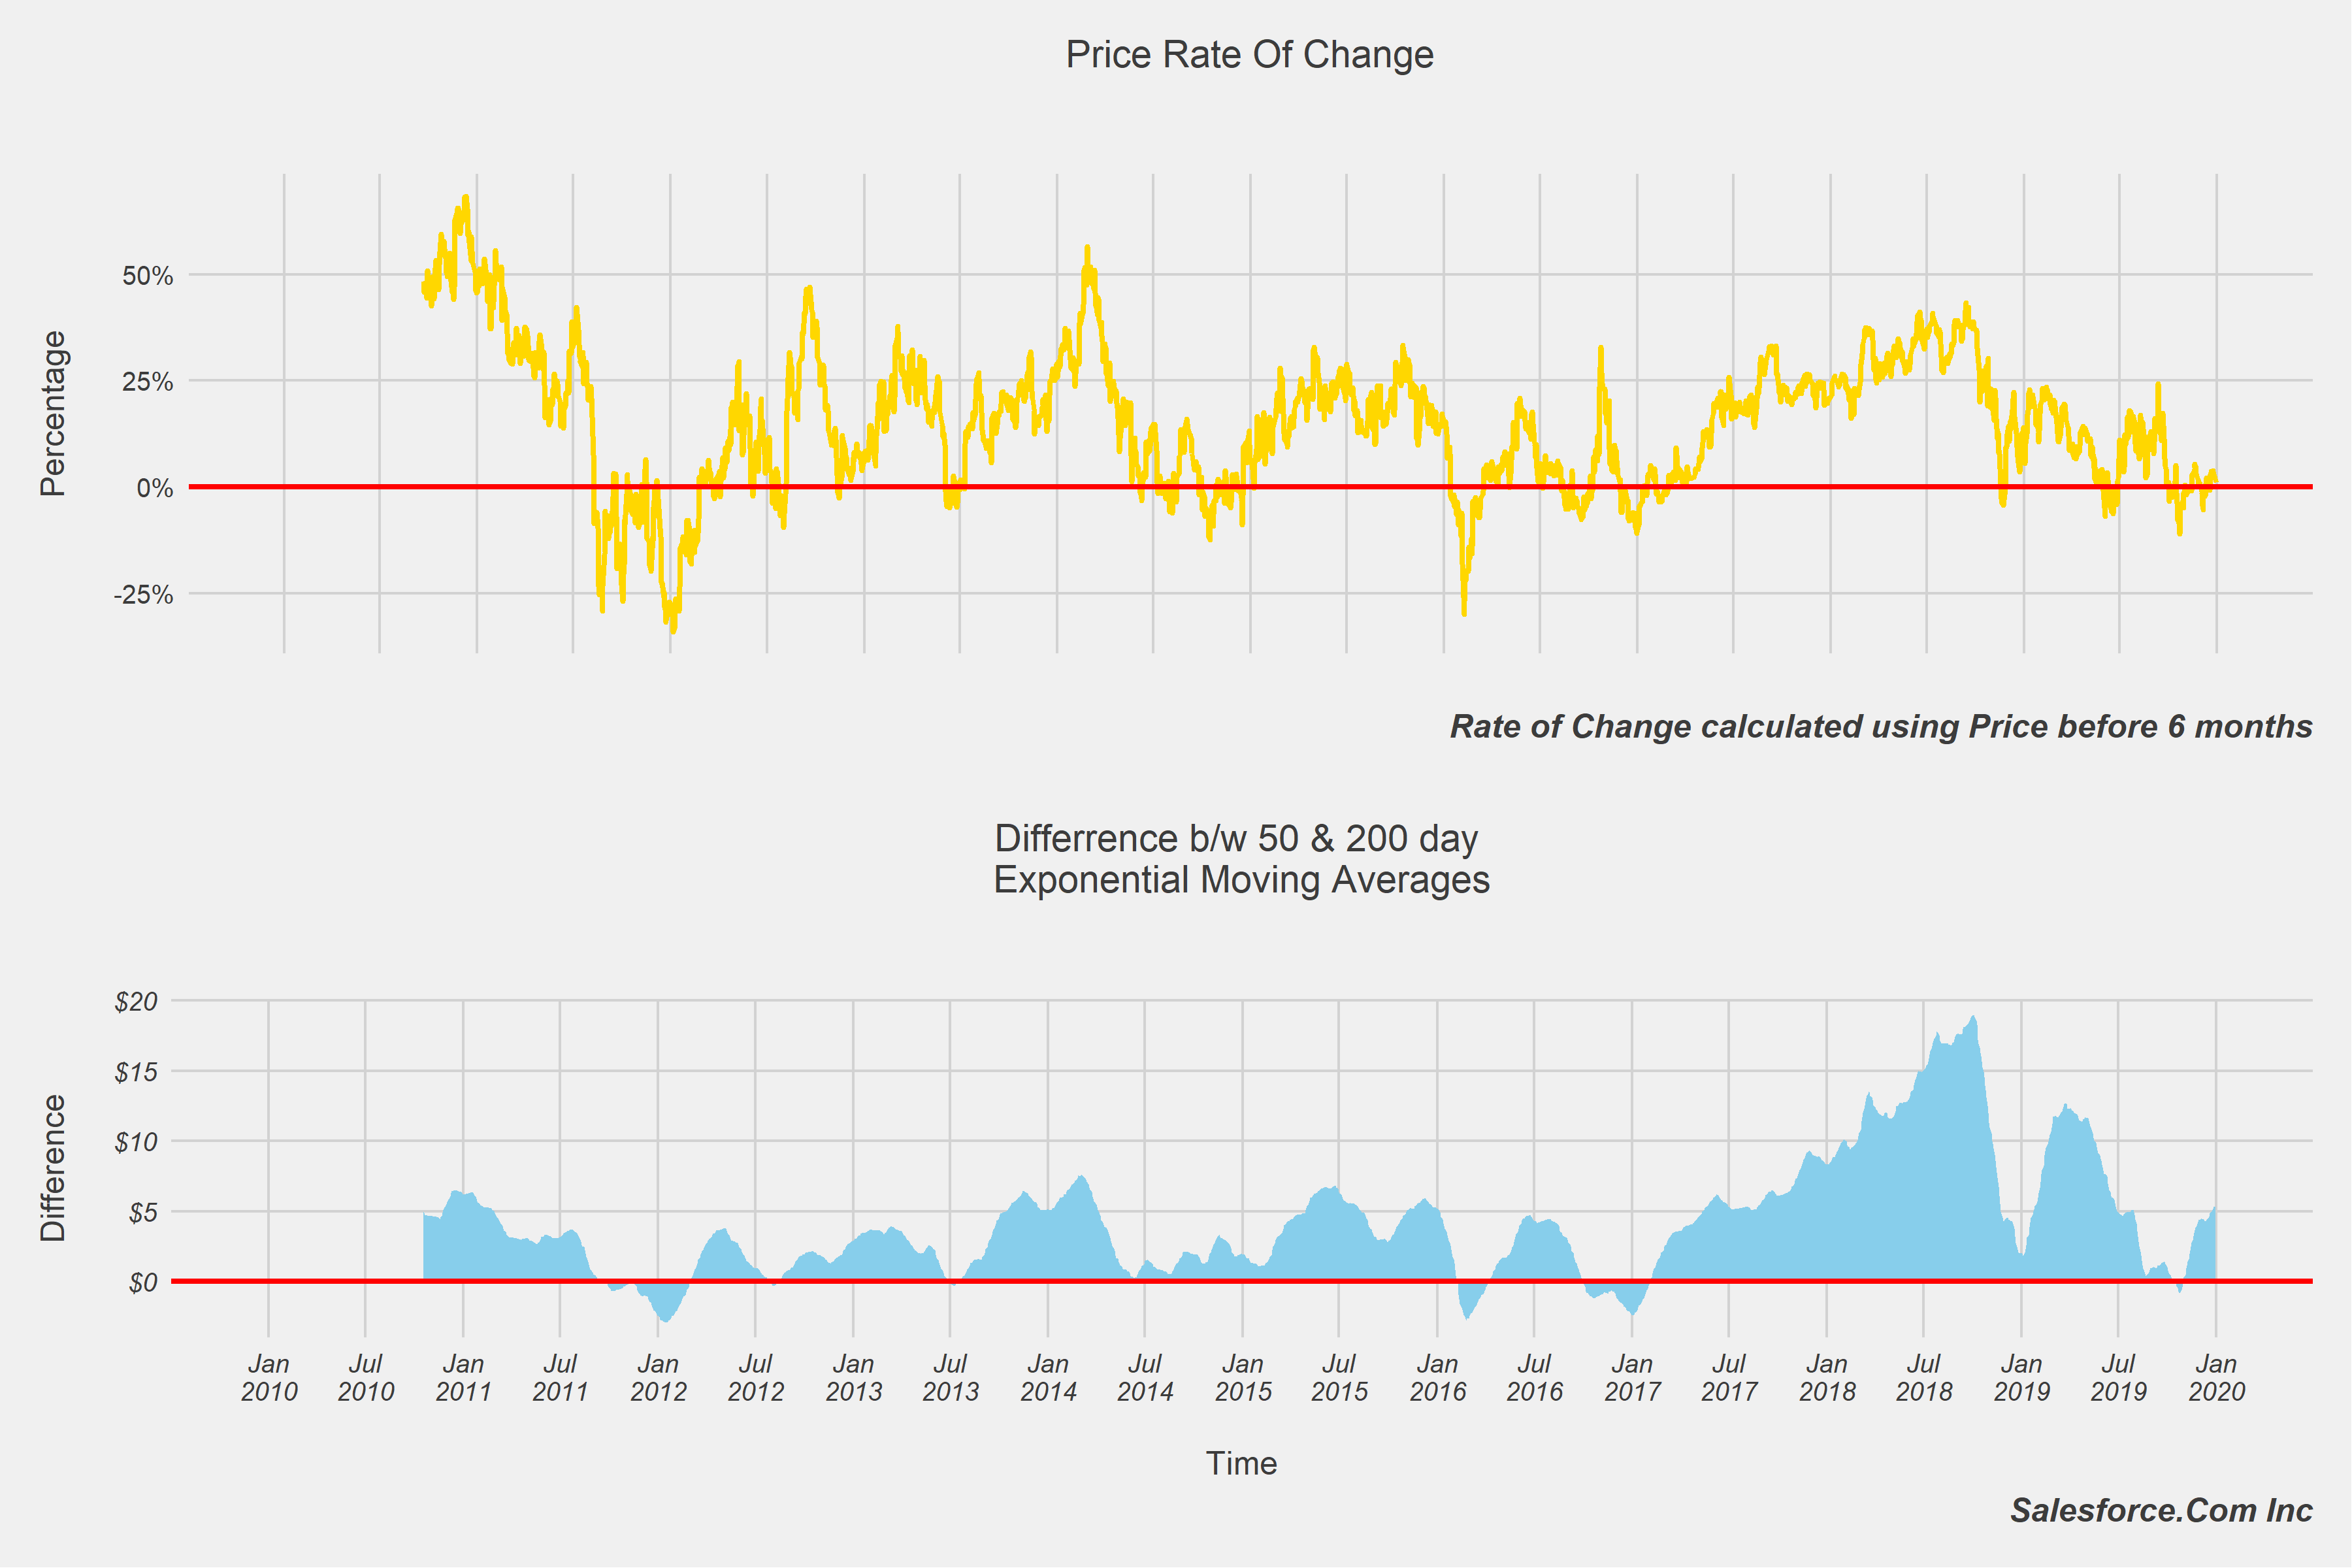 Price Rate Of Change
Percentage
50%
25%
0%
-25%
Rate of Change calculated using Price before 6 months
Differrence b/w 50 & 200 day
Exponential Moving Averages
Difference
$20
$15
$10
$5
$0
Jan Jul Jan Jul Jan Jul Jan Jul Jan Jul Jan Jul Jan Jul Jan Jul Jan Jul Jan Jul Jan
2010 2010 2011 2011 2012 2012 2013 2013 2014 2014 2015 2015 2016 2016 2017 2017 2018 2018 2019 2019 2020
Time
Salesforce.Com Inc